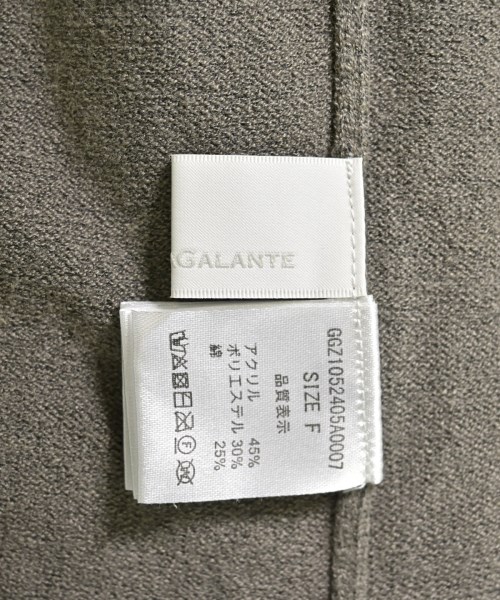 GALANTE
GGZ1052405A0007
SIZE F
品質表示
アクリル 45%
ポリエステル 30%
綿 25%